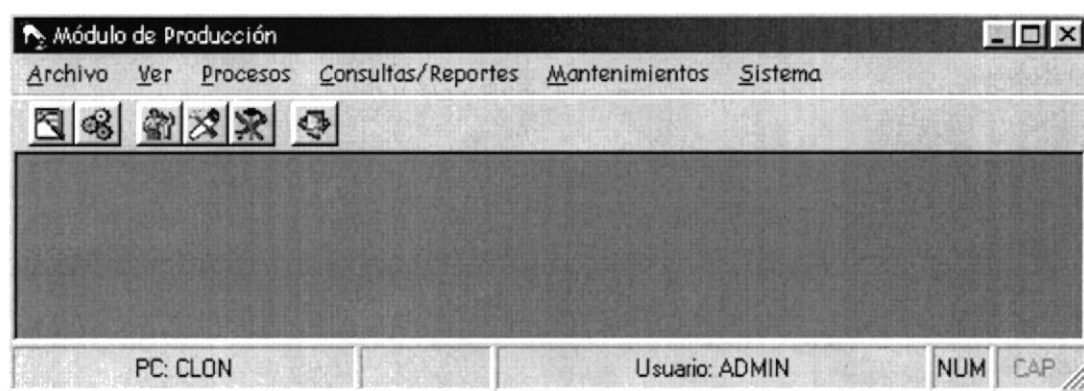 Módulo de Producción
Archivo Ver Procesos Consultas/Reportes Mantenimientos Sistema
PC: CLON Usuario: ADMIN NUM CAP